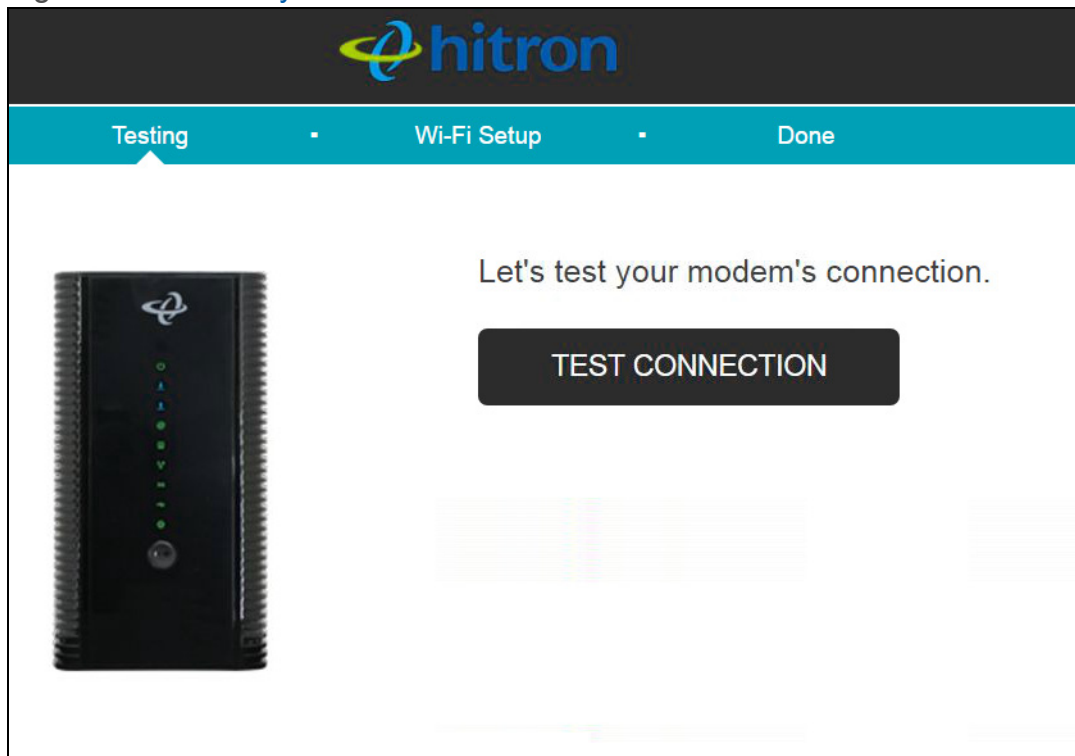 hitron
Testing ▪ Wi-Fi Setup ▪ Done
Let's test your modem's connection.
TEST CONNECTION